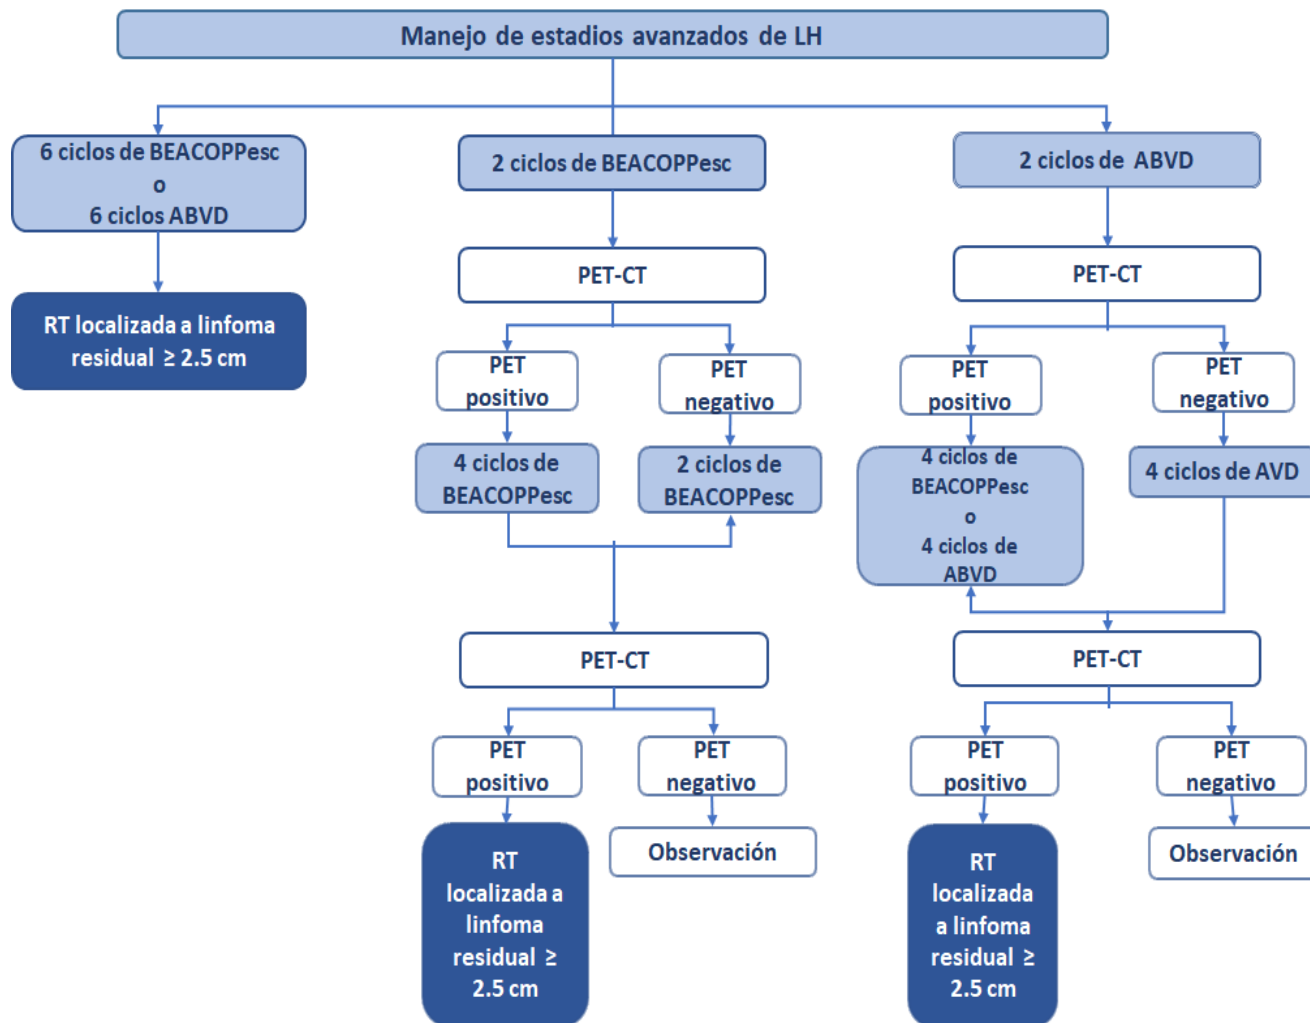 Manejo de estadios avanzados de LH
6 ciclos de BEACOPPesc
o
6 ciclos ABVD
2 ciclos de BEACOPPesc
2 ciclos de ABVD
RT localizada a linfoma
residual ≥ 2.5 cm
PET-CT
PET-CT
PET
positivo
PET
negativo
PET
positivo
PET
negativo
4 ciclos de
BEACOPPesc
2 ciclos de
BEACOPPesc
4 ciclos de
BEACOPPesc
o
4 ciclos de
ABVD
4 ciclos de AVD
PET-CT
PET-CT
PET
positivo
PET
negativo
PET
positivo
PET
negativo
RT
localizada a
linfoma
residual ≥
2.5 cm
Observación
RT
localizada
a linfoma
residual ≥
2.5 cm
Observación